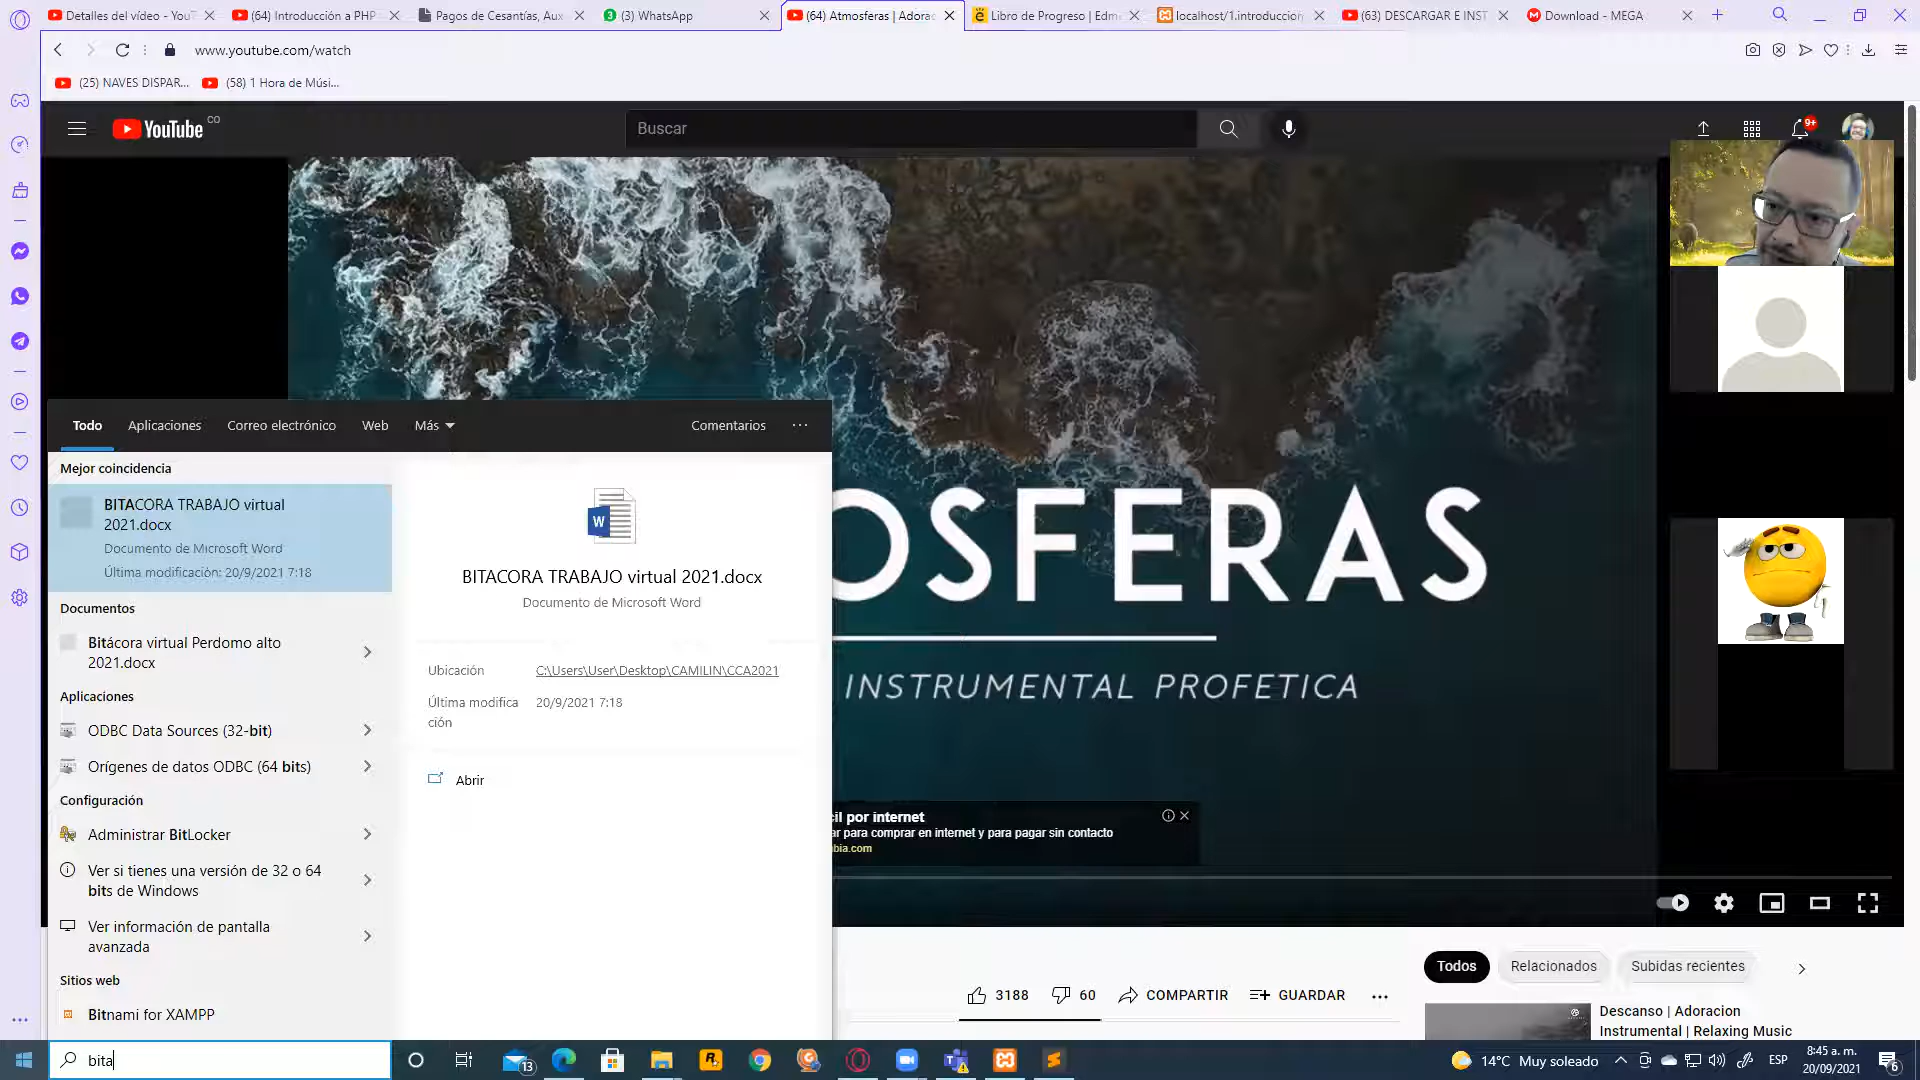 Detalles del vídeo - YouT
(64) Introducción a PHP
Pagos de Cesantías, Aux
(3) WhatsApp
(64) Atmosferas | Adorac
Libro de Progreso | Edm
localhost/1.introduccion
(63) DESCARGAR E INST
Download - MEGA
www.youtube.com/watch
(25) NAVES DISPAR...
(58) 1 Hora de Músi...
YouTube CO
Buscar
9+
OSFERAS
INSTRUMENTAL PROFETICA
Todo
Aplicaciones
Correo electrónico
Web
Más
Comentarios
Mejor coincidencia
BITACORA TRABAJO virtual
2021.docx
Documento de Microsoft Word
Última modificación: 20/9/2021 7:18
Documentos
Bitácora virtual Perdomo alto
2021.docx
Aplicaciones
ODBC Data Sources (32-bit)
Orígenes de datos ODBC (64 bits)
Configuración
Administrar BitLocker
Ver si tienes una versión de 32 o 64
bits de Windows
Ver información de pantalla
avanzada
Sitios web
Bitnami for XAMPP
BITACORA TRABAJO virtual 2021.docx
Documento de Microsoft Word
Ubicación
C:\Users\User\Desktop\CAMILIN\CCA2021
Última modifica
ción
20/9/2021 7:18
Abrir
il por internet
ar para comprar en internet y para pagar sin contacto
bia.com
3188
60
COMPARTIR
GUARDAR
Todos
Relacionados
Subidas recientes
Descanso | Adoracion
Instrumental | Relaxing Music
bita
13
14°C Muy soleado
ESP
8:45 a. m.
20/09/2021
6